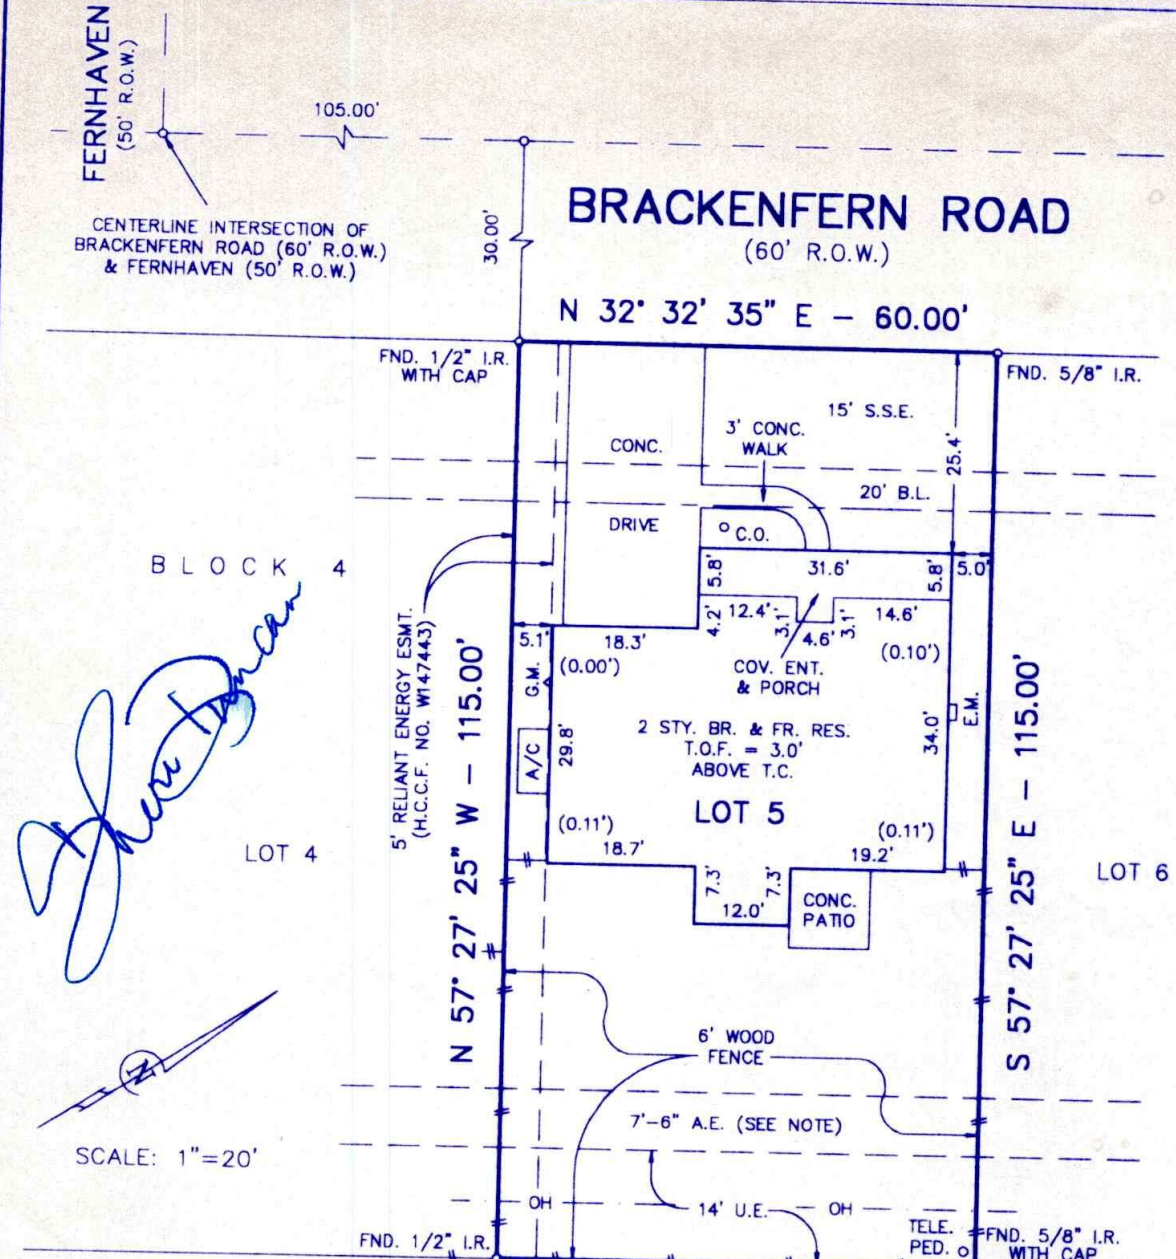 FERNHAVEN
(50' R.O.W.)
105.00'
CENTERLINE INTERSECTION OF
BRACKENFERN ROAD (60' R.O.W.)
& FERNHAVEN (50' R.O.W.)
30.00'
BRACKENFERN ROAD
(60' R.O.W.)
N 32° 32' 35" E - 60.00'
FND. 1/2" I.R.
WITH CAP
FND. 5/8" I.R.
15' S.S.E.
3' CONC.
WALK
CONC.
25.4'
20' B.L.
DRIVE
C.O.
BLOCK 4
5.8'
31.6'
5.8'
5.0'
4.2'
12.4'
3.1'
4.6'
3.1'
14.6'
5.1'
18.3'
(0.00')
(0.10')
COV. ENT.
& PORCH
G.M.
E.M.
5' RELIANT ENERGY ESMT.
(H.C.C.F. NO. W147443)
N 57° 27' 25" W - 115.00'
A/C
29.8'
2 STY. BR. & FR. RES.
T.O.F. = 3.0'
ABOVE T.C.
34.0'
S 57° 27' 25" E - 115.00'
LOT 5
(0.11')
18.7'
(0.11')
19.2'
Sheri Duncan
LOT 4
LOT 6
7.3'
12.0'
7.3'
CONC.
PATIO
6' WOOD
FENCE
N
7'-6" A.E. (SEE NOTE)
SCALE: 1"=20'
OH
14' U.E.
OH
FND. 1/2" I.R.
TELE.
PED.
FND. 5/8" I.R.
WITH CAP